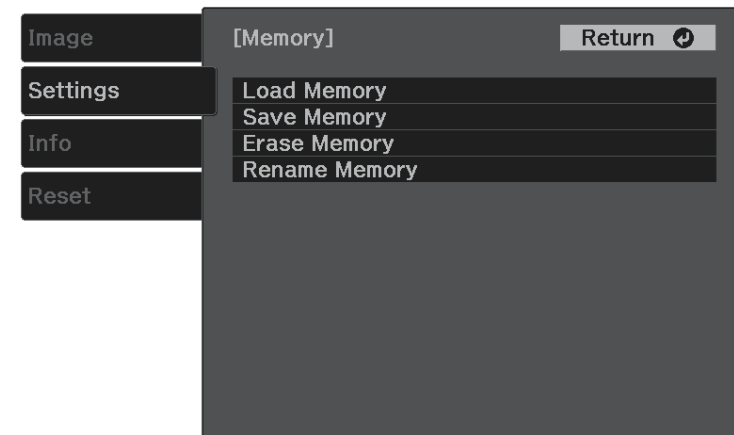 Image
Settings
Info
Reset
[Memory]
Return
Load Memory
Save Memory
Erase Memory
Rename Memory